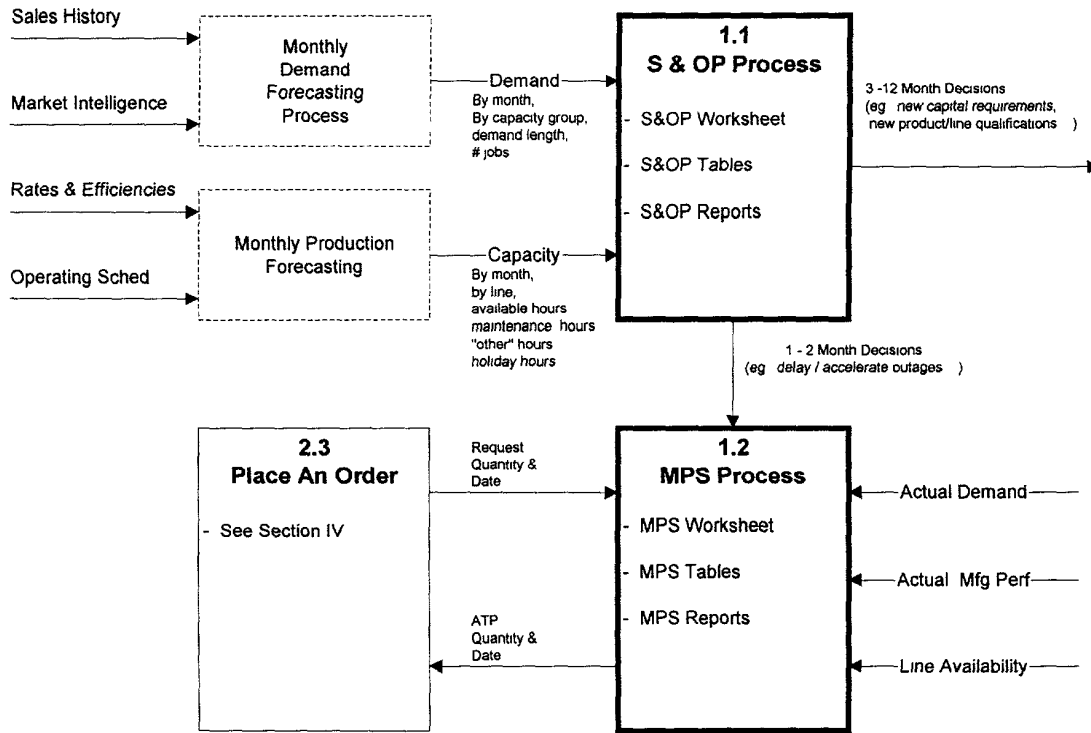 Sales History
Market Intelligence
Rates & Efficiencies
Operating Sched
Monthly
Demand
Forecasting
Process
Monthly Production
Forecasting
Demand
By month,
By capacity group,
demand length,
# jobs
Capacity
By month,
by line,
available hours
maintenance hours
"other" hours
holiday hours
1.1
S & OP Process
- S&OP Worksheet
- S&OP Tables
- S&OP Reports
3 -12 Month Decisions
(eg new capital requirements,
new product/line qualifications )
1 - 2 Month Decisions
(eg delay / accelerate outages )
2.3
Place An Order
- See Section IV
Request
Quantity &
Date
ATP
Quantity &
Date
1.2
MPS Process
- MPS Worksheet
- MPS Tables
- MPS Reports
Actual Demand
Actual Mfg Perf
Line Availability